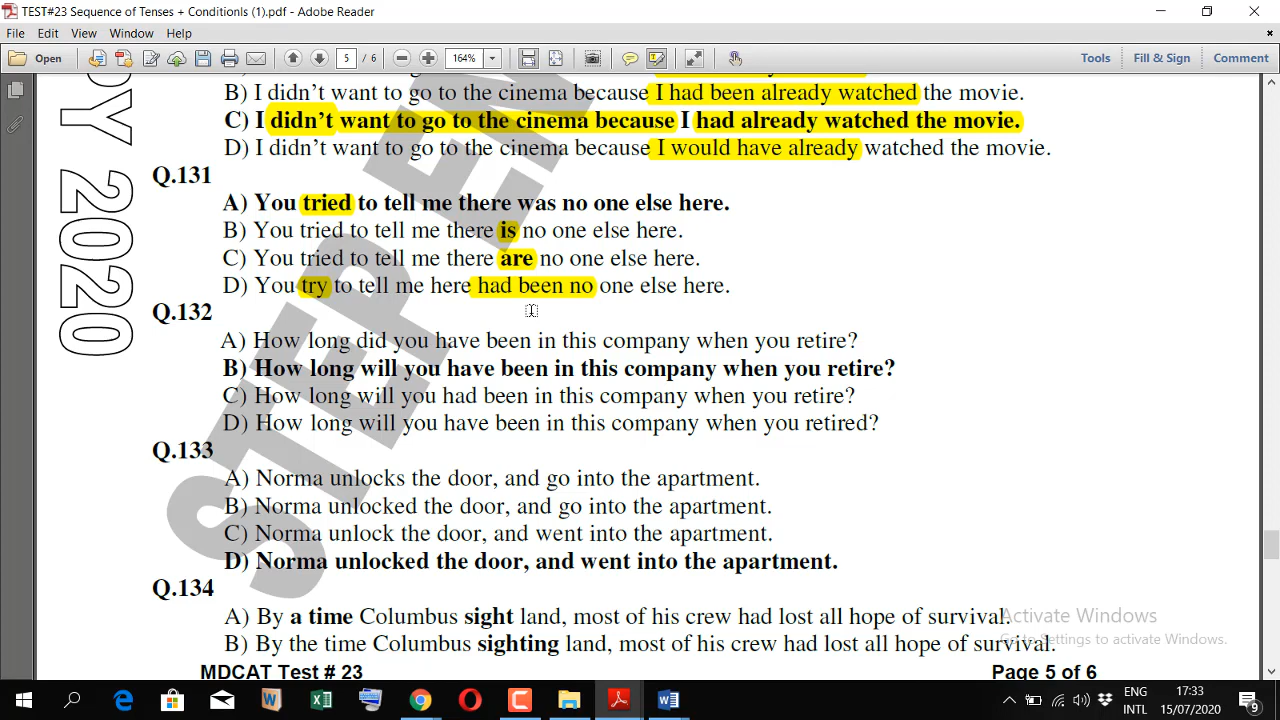 TEST#23 Sequence of Tenses + Conditionls (1).pdf - Adobe Reader
File Edit View Window Help
Open 5 / 6 164% Tools Fill & Sign Comment
B) I didn't want to go to the cinema because I had been already watched the movie.
C) I didn't want to go to the cinema because I had already watched the movie.
D) I didn't want to go to the cinema because I would have already watched the movie.
Q.131
A) You tried to tell me there was no one else here.
B) You tried to tell me there is no one else here.
C) You tried to tell me there are no one else here.
D) You try to tell me here had been no one else here.
Q.132
A) How long did you have been in this company when you retire?
B) How long will you have been in this company when you retire?
C) How long will you had been in this company when you retire?
D) How long will you have been in this company when you retired?
Q.133
A) Norma unlocks the door, and go into the apartment.
B) Norma unlocked the door, and go into the apartment.
C) Norma unlock the door, and went into the apartment.
D) Norma unlocked the door, and went into the apartment.
Q.134
A) By a time Columbus sight land, most of his crew had lost all hope of survival.
B) By the time Columbus sighting land, most of his crew had lost all hope of survival.
MDCAT Test # 23 Page 5 of 6
DY 2020
STEP EN
Activate Windows
Go to Settings to activate Windows.
ENG 17:33
INTL 15/07/2020 9